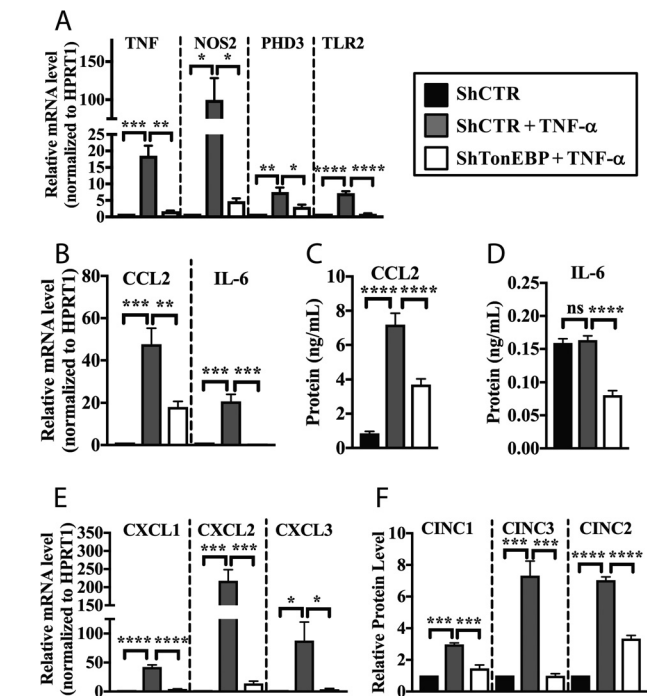 A
TNF NOS2 PHD3 TLR2
Relative mRNA level
(normalized to HPRT1)
150
100
25
20
15
10
5
0
*** ** * * ** * **** ****
ShCTR
ShCTR + TNF-α
ShTonEBP + TNF-α
B
CCL2 IL-6
Relative mRNA level
(normalized to HPRT1)
80
60
40
20
0
*** ** *** ***
C
CCL2
Protein (ng/mL)
10
8
6
4
2
0
**** ****
D
IL-6
Protein (ng/mL)
0.25
0.20
0.15
0.10
0.05
0.00
ns ****
E
CXCL1 CXCL2 CXCL3
Relative mRNA level
(normalized to HPRT1)
350
300
250
200
150
100
50
0
**** **** *** *** * *
F
CINC1 CINC3 CINC2
Relative Protein Level
10
8
6
4
2
0
*** *** *** *** **** ****